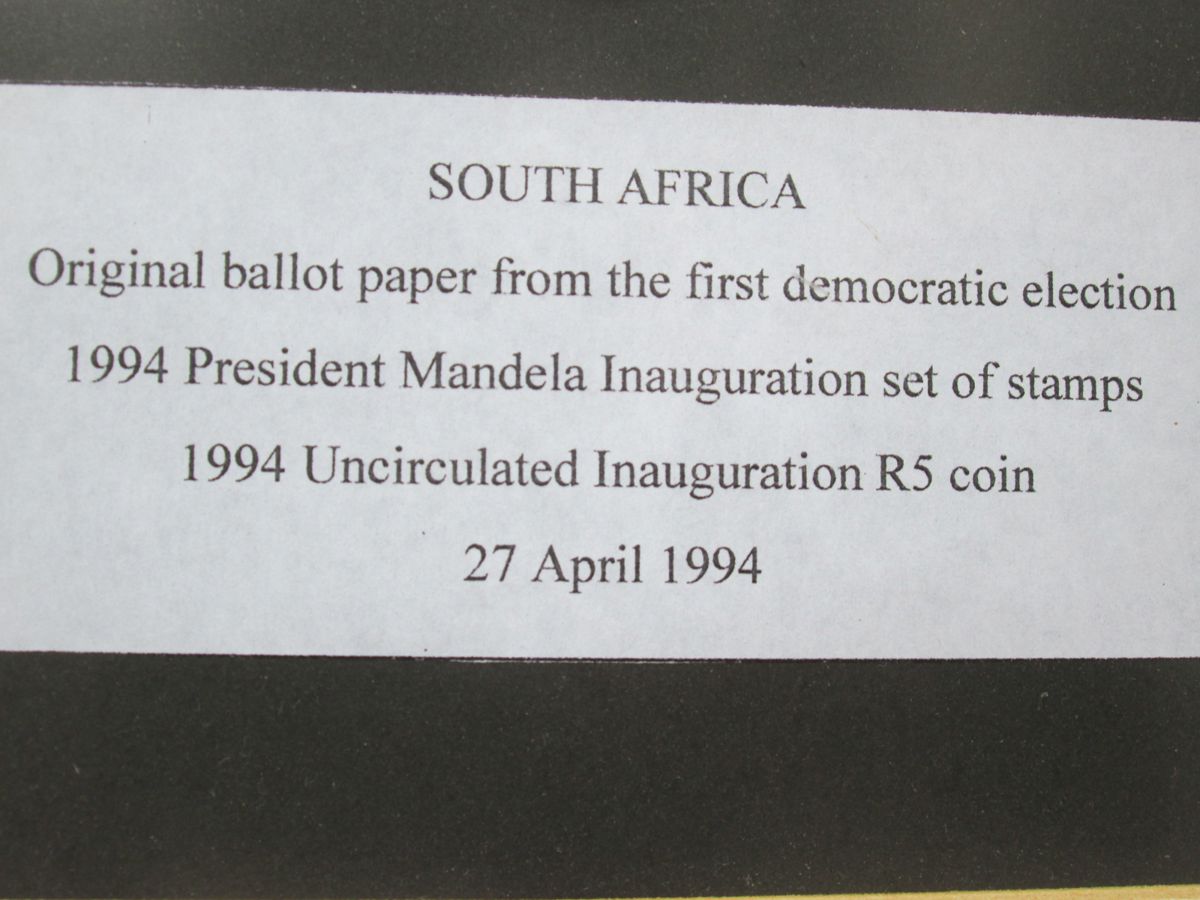 SOUTH AFRICA
Original ballot paper from the first democratic election
1994 President Mandela Inauguration set of stamps
1994 Uncirculated Inauguration R5 coin
27 April 1994